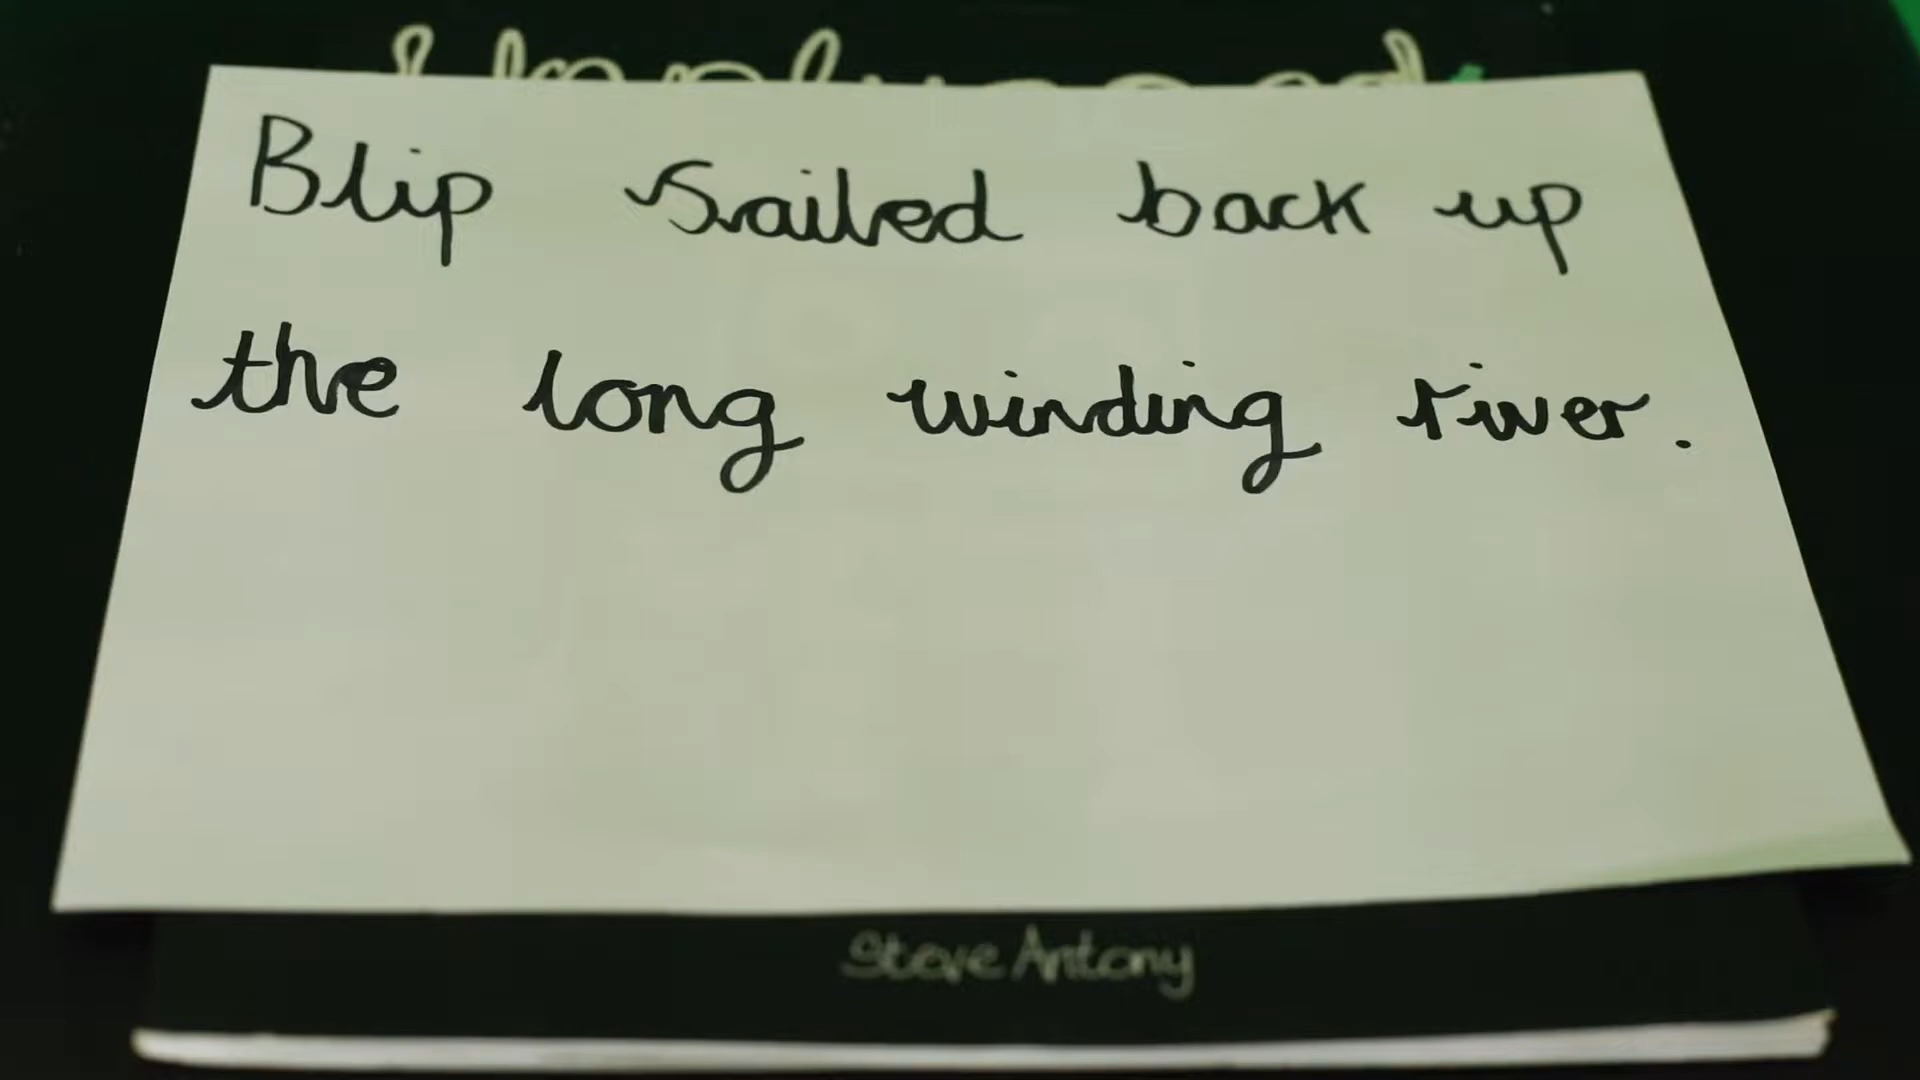 Blip sailed back up
the long winding river.
Steve Antony